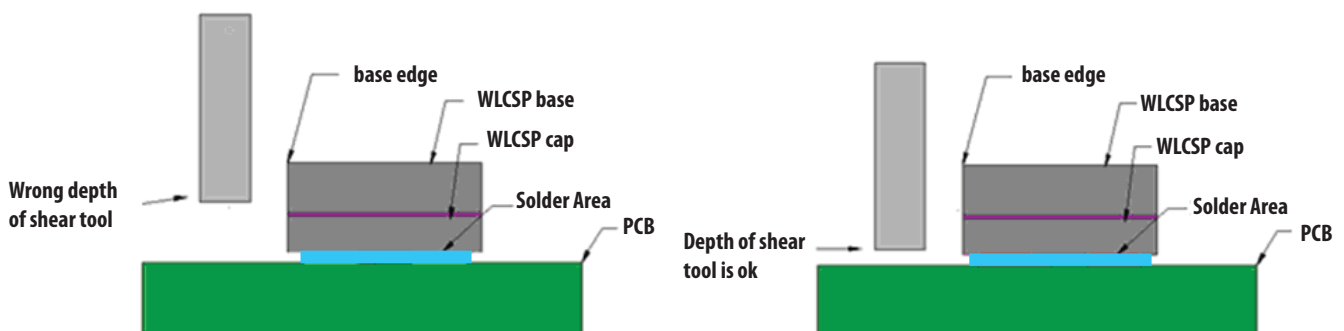 base edge
WLCSP base
WLCSP cap
Wrong depth
of shear tool
Solder Area
PCB
base edge
WLCSP base
WLCSP cap
Solder Area
PCB
Depth of shear
tool is ok